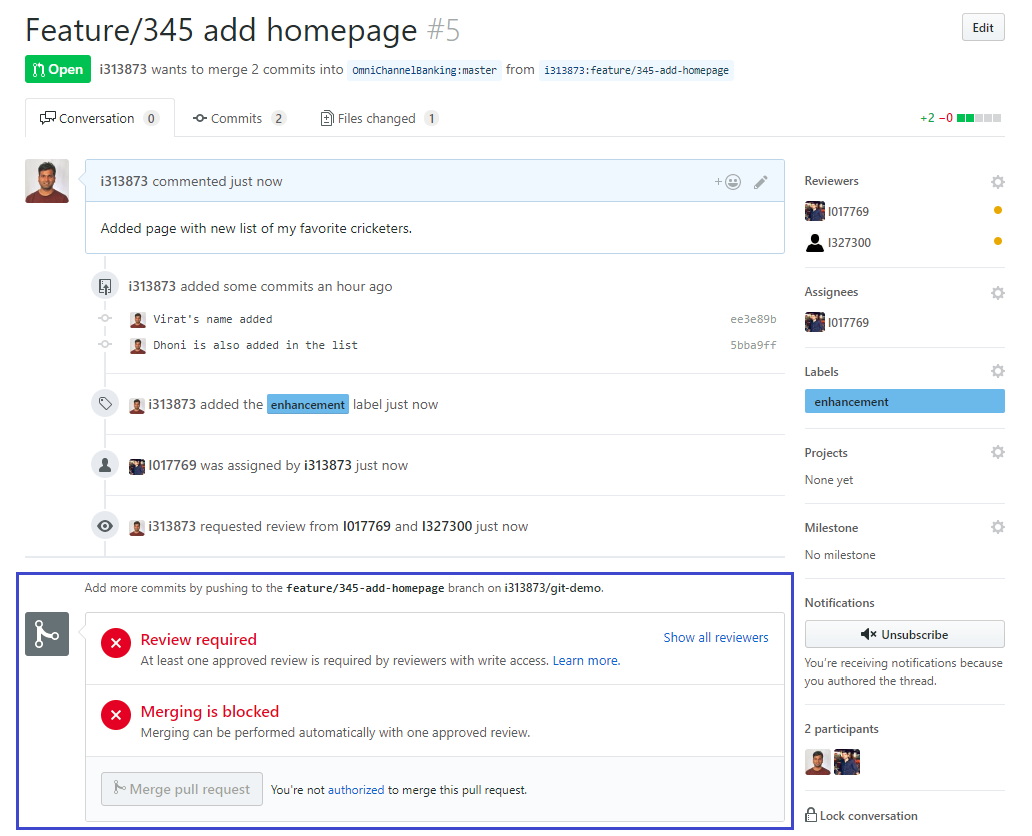 Feature/345 add homepage #5
Edit
Open i313873 wants to merge 2 commits into OmniChannelBanking:master from i313873:feature/345-add-homepage
Conversation 0 Commits 2 Files changed 1
+2 −0
i313873 commented just now
Added page with new list of my favorite cricketers.
i313873 added some commits an hour ago
Virat's name added ee3e89b
Dhoni is also added in the list 5bba9ff
i313873 added the enhancement label just now
I017769 was assigned by i313873 just now
i313873 requested review from I017769 and I327300 just now
Add more commits by pushing to the feature/345-add-homepage branch on i313873/git-demo.
Review required
Show all reviewers
At least one approved review is required by reviewers with write access. Learn more.
Merging is blocked
Merging can be performed automatically with one approved review.
Merge pull request You're not authorized to merge this pull request.
Reviewers
I017769
I327300
Assignees
I017769
Labels
enhancement
Projects
None yet
Milestone
No milestone
Notifications
Unsubscribe
You're receiving notifications because
you authored the thread.
2 participants
Lock conversation